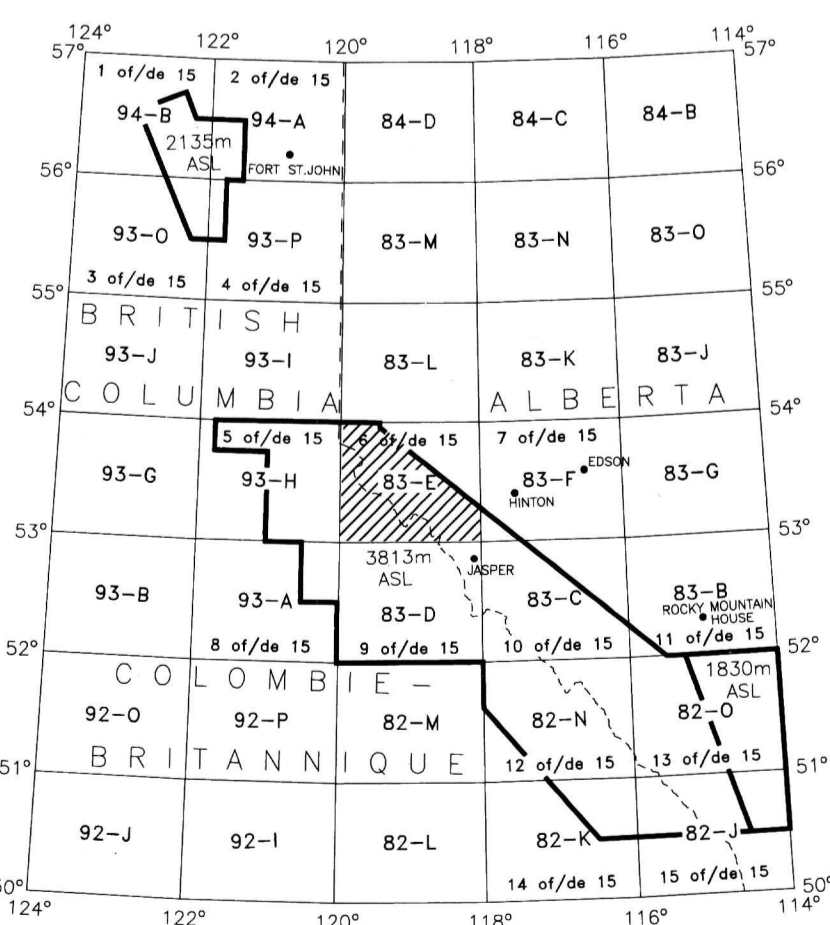 124° 122° 120° 118° 116° 114°
57° 57°
1 of/de 15 2 of/de 15
94-B 94-A 84-D 84-C 84-B
2135m
ASL
FORT ST.JOHN
56° 56°
93-O 93-P 83-M 83-N 83-O
3 of/de 15 4 of/de 15
55° 55°
BRITISH
93-J 93-I 83-L 83-K 83-J
COLUMBIA ALBERTA
54° 54°
5 of/de 15 6 of/de 15 7 of/de 15
93-G 93-H 83-E 83-F 83-G
EDSON
HINTON
53° 53°
3813m
ASL
JASPER
93-B 93-A 83-D 83-C 83-B
ROCKY MOUNTAIN
HOUSE
8 of/de 15 9 of/de 15 10 of/de 15 11 of/de 15
52° 52°
COLOMBIE-
1830m
ASL
92-O 92-P 82-M 82-N 82-O
BRITANNIQUE
12 of/de 15 13 of/de 15
51° 51°
92-J 92-I 82-L 82-K 82-J
14 of/de 15 15 of/de 15
50° 50°
124° 122° 120° 118° 116° 114°